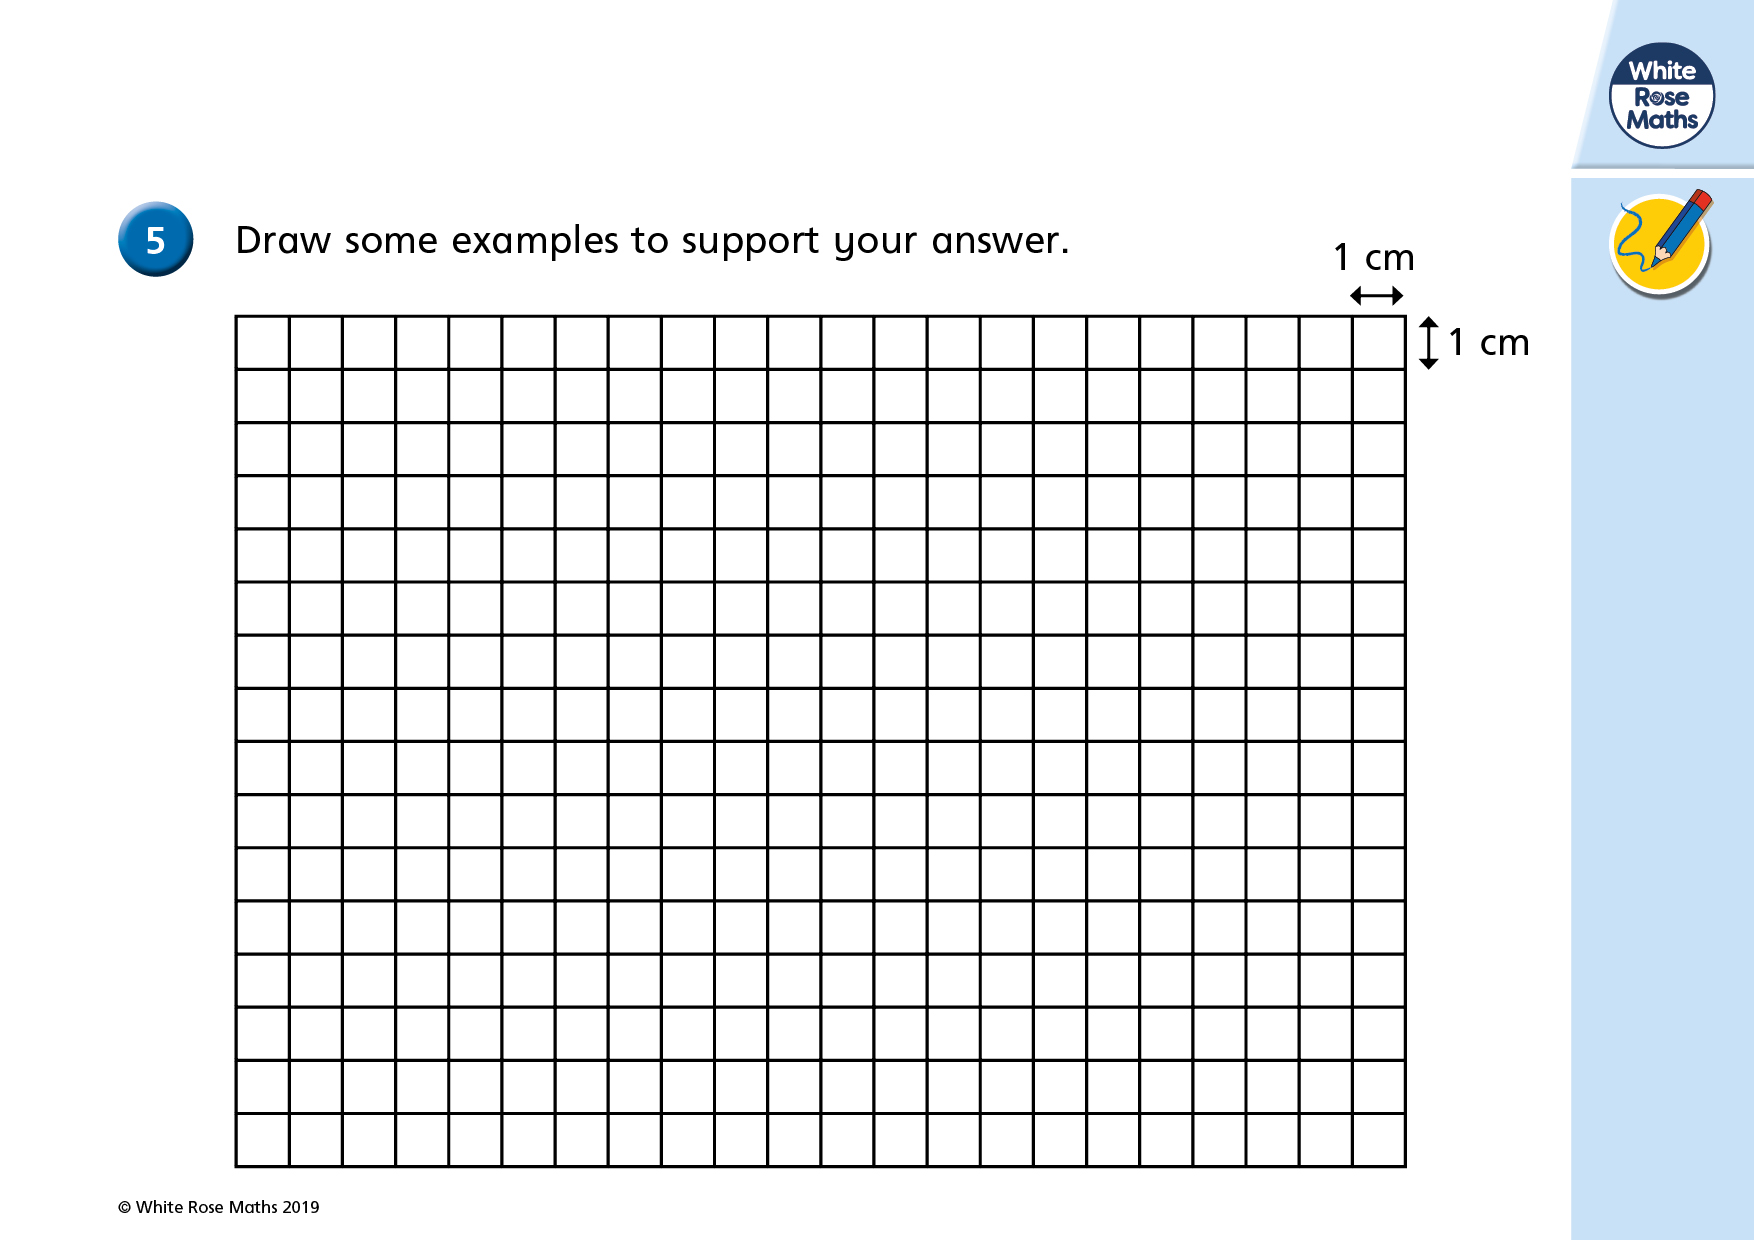 White
Rose
Maths
5 Draw some examples to support your answer.
1 cm
1 cm
© White Rose Maths 2019